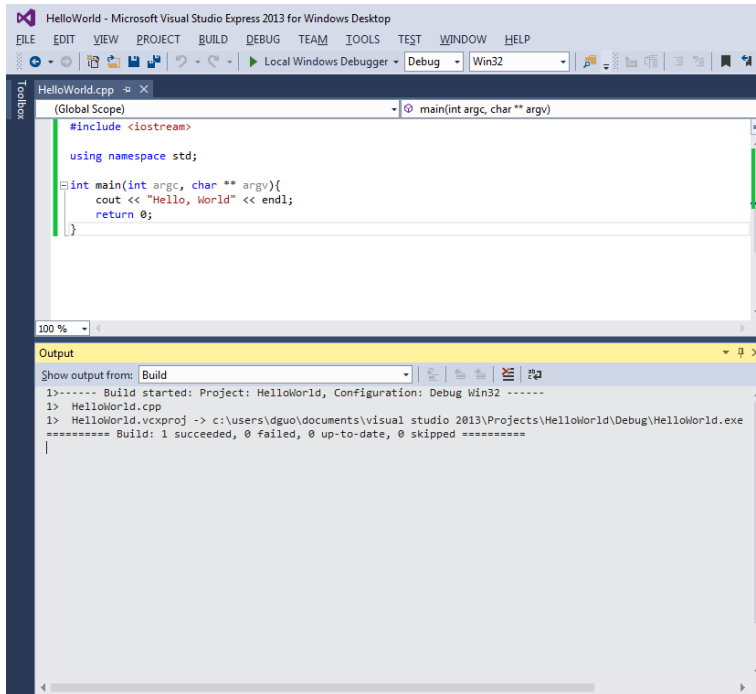 HelloWorld - Microsoft Visual Studio Express 2013 for Windows Desktop
FILE EDIT VIEW PROJECT BUILD DEBUG TEAM TOOLS TEST WINDOW HELP
Local Windows Debugger Debug Win32
Toolbox
HelloWorld.cpp
(Global Scope) main(int argc, char ** argv)
#include <iostream>
using namespace std;
int main(int argc, char ** argv){
cout << "Hello, World" << endl;
return 0;
}
100 %
Output
Show output from: Build
1>------ Build started: Project: HelloWorld, Configuration: Debug Win32 ------
1> HelloWorld.cpp
1> HelloWorld.vcxproj -> c:\users\dguo\documents\visual studio 2013\Projects\HelloWorld\Debug\HelloWorld.exe
========== Build: 1 succeeded, 0 failed, 0 up-to-date, 0 skipped ==========